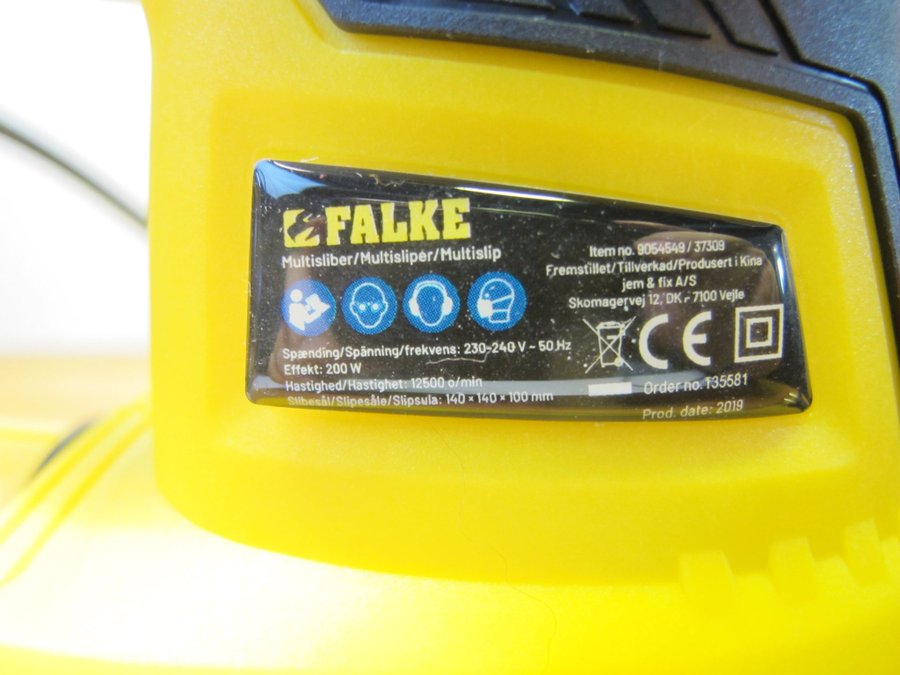 FALKE
Multisliber/Multisliper/Multislip
Spænding/Spänning/frekvens: 230-240 V ~ 50 Hz
Effekt: 200 W
Hastighed/Hastighet: 12500 o/min
Slibesål/Slipesåle/Slipsula: 140 × 140 × 100 mm
Item no. 9054549 / 37309
Fremstillet/Tillverkad/Produsert i Kina
jem & fix A/S
Skomagervej 12, DK - 7100 Vejle
CE
Order no. 135581
Prod. date: 2019